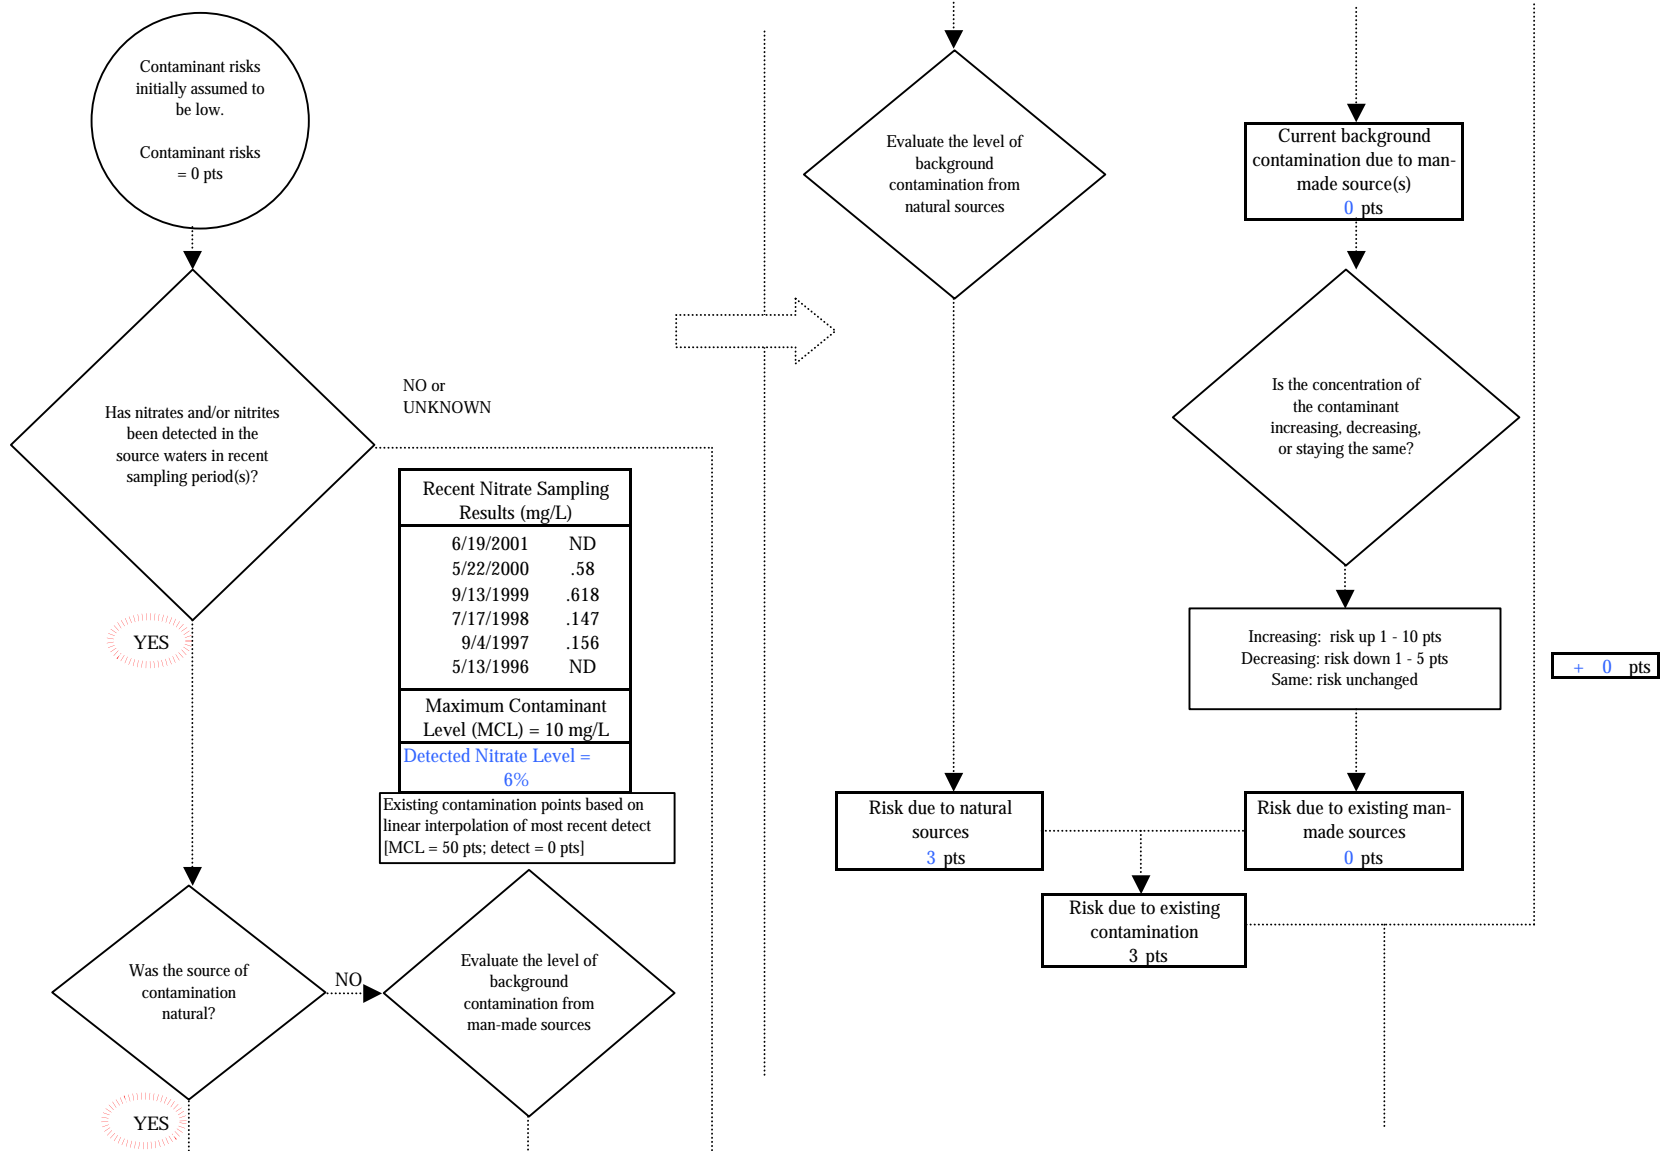 Contaminant risks
initially assumed to
be low.
Contaminant risks
= 0 pts
Has nitrates and/or nitrites
been detected in the
source waters in recent
sampling period(s)?
NO or
UNKNOWN
YES
Recent Nitrate Sampling
Results (mg/L)
6/19/2001 ND
5/22/2000 .58
9/13/1999 .618
7/17/1998 .147
9/4/1997 .156
5/13/1996 ND
Maximum Contaminant
Level (MCL) = 10 mg/L
Detected Nitrate Level =
6%
Existing contamination points based on
linear interpolation of most recent detect
[MCL = 50 pts; detect = 0 pts]
Was the source of
contamination
natural?
NO
YES
Evaluate the level of
background
contamination from
man-made sources
Evaluate the level of
background
contamination from
natural sources
Current background
contamination due to man-
made source(s)
0 pts
Is the concentration of
the contaminant
increasing, decreasing,
or staying the same?
Increasing: risk up 1 - 10 pts
Decreasing: risk down 1 - 5 pts
Same: risk unchanged
+ 0 pts
Risk due to natural
sources
3 pts
Risk due to existing man-
made sources
0 pts
Risk due to existing
contamination
3 pts